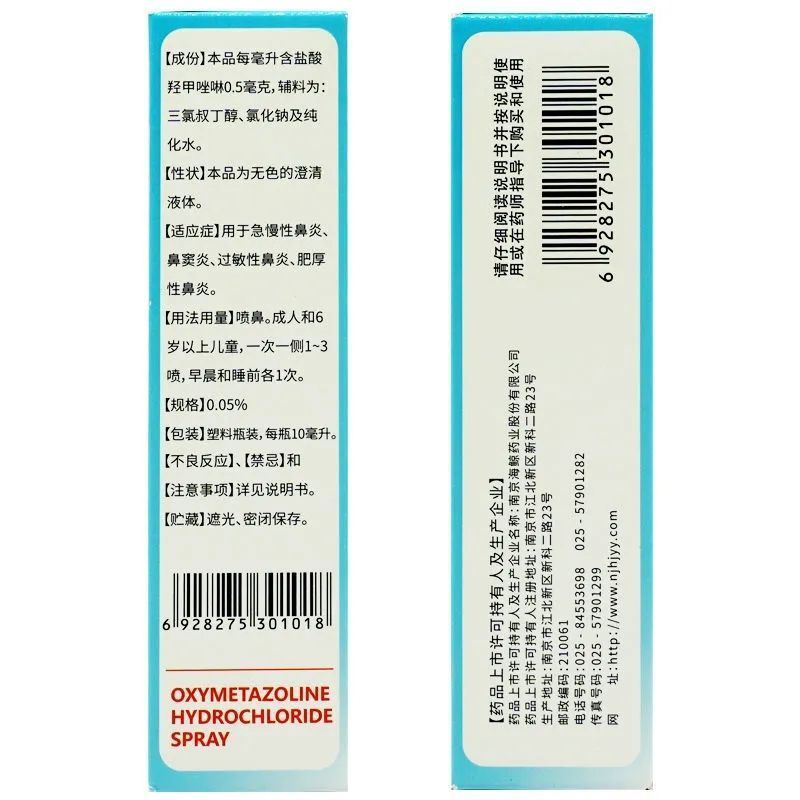 【成份】本品每毫升含盐酸
羟甲唑啉0.5毫克，辅料为：
三氯叔丁醇、氯化钠及纯
化水。
【性状】本品为无色的澄清
液体。
【适应症】用于急慢性鼻炎、
鼻窦炎、过敏性鼻炎、肥厚
性鼻炎。
【用法用量】喷鼻。成人和6
岁以上儿童，一次一侧1~3
喷，早晨和睡前各1次。
【规格】0.05%
【包装】塑料瓶装，每瓶10毫升。
【不良反应】、【禁忌】和
【注意事项】详见说明书。
【贮藏】遮光、密闭保存。
6 928275 301018
OXYMETAZOLINE
HYDROCHLORIDE
SPRAY
请仔细阅读说明书并按说明使
用或在药师指导下购买和使用
6 928275 301018
【药品上市许可持有人及生产企业】
药品上市许可持有人及生产企业名称：南京海鲸药业股份有限公司
药品上市许可持有人注册地址：南京市江北新区新科二路23号
生产地址：南京市江北新区新科二路23号
邮政编码：210061
电话号码：025 - 84553698 025 - 57901282
传真号码：025 - 57901299
网 址：http://www.njhjyy.com